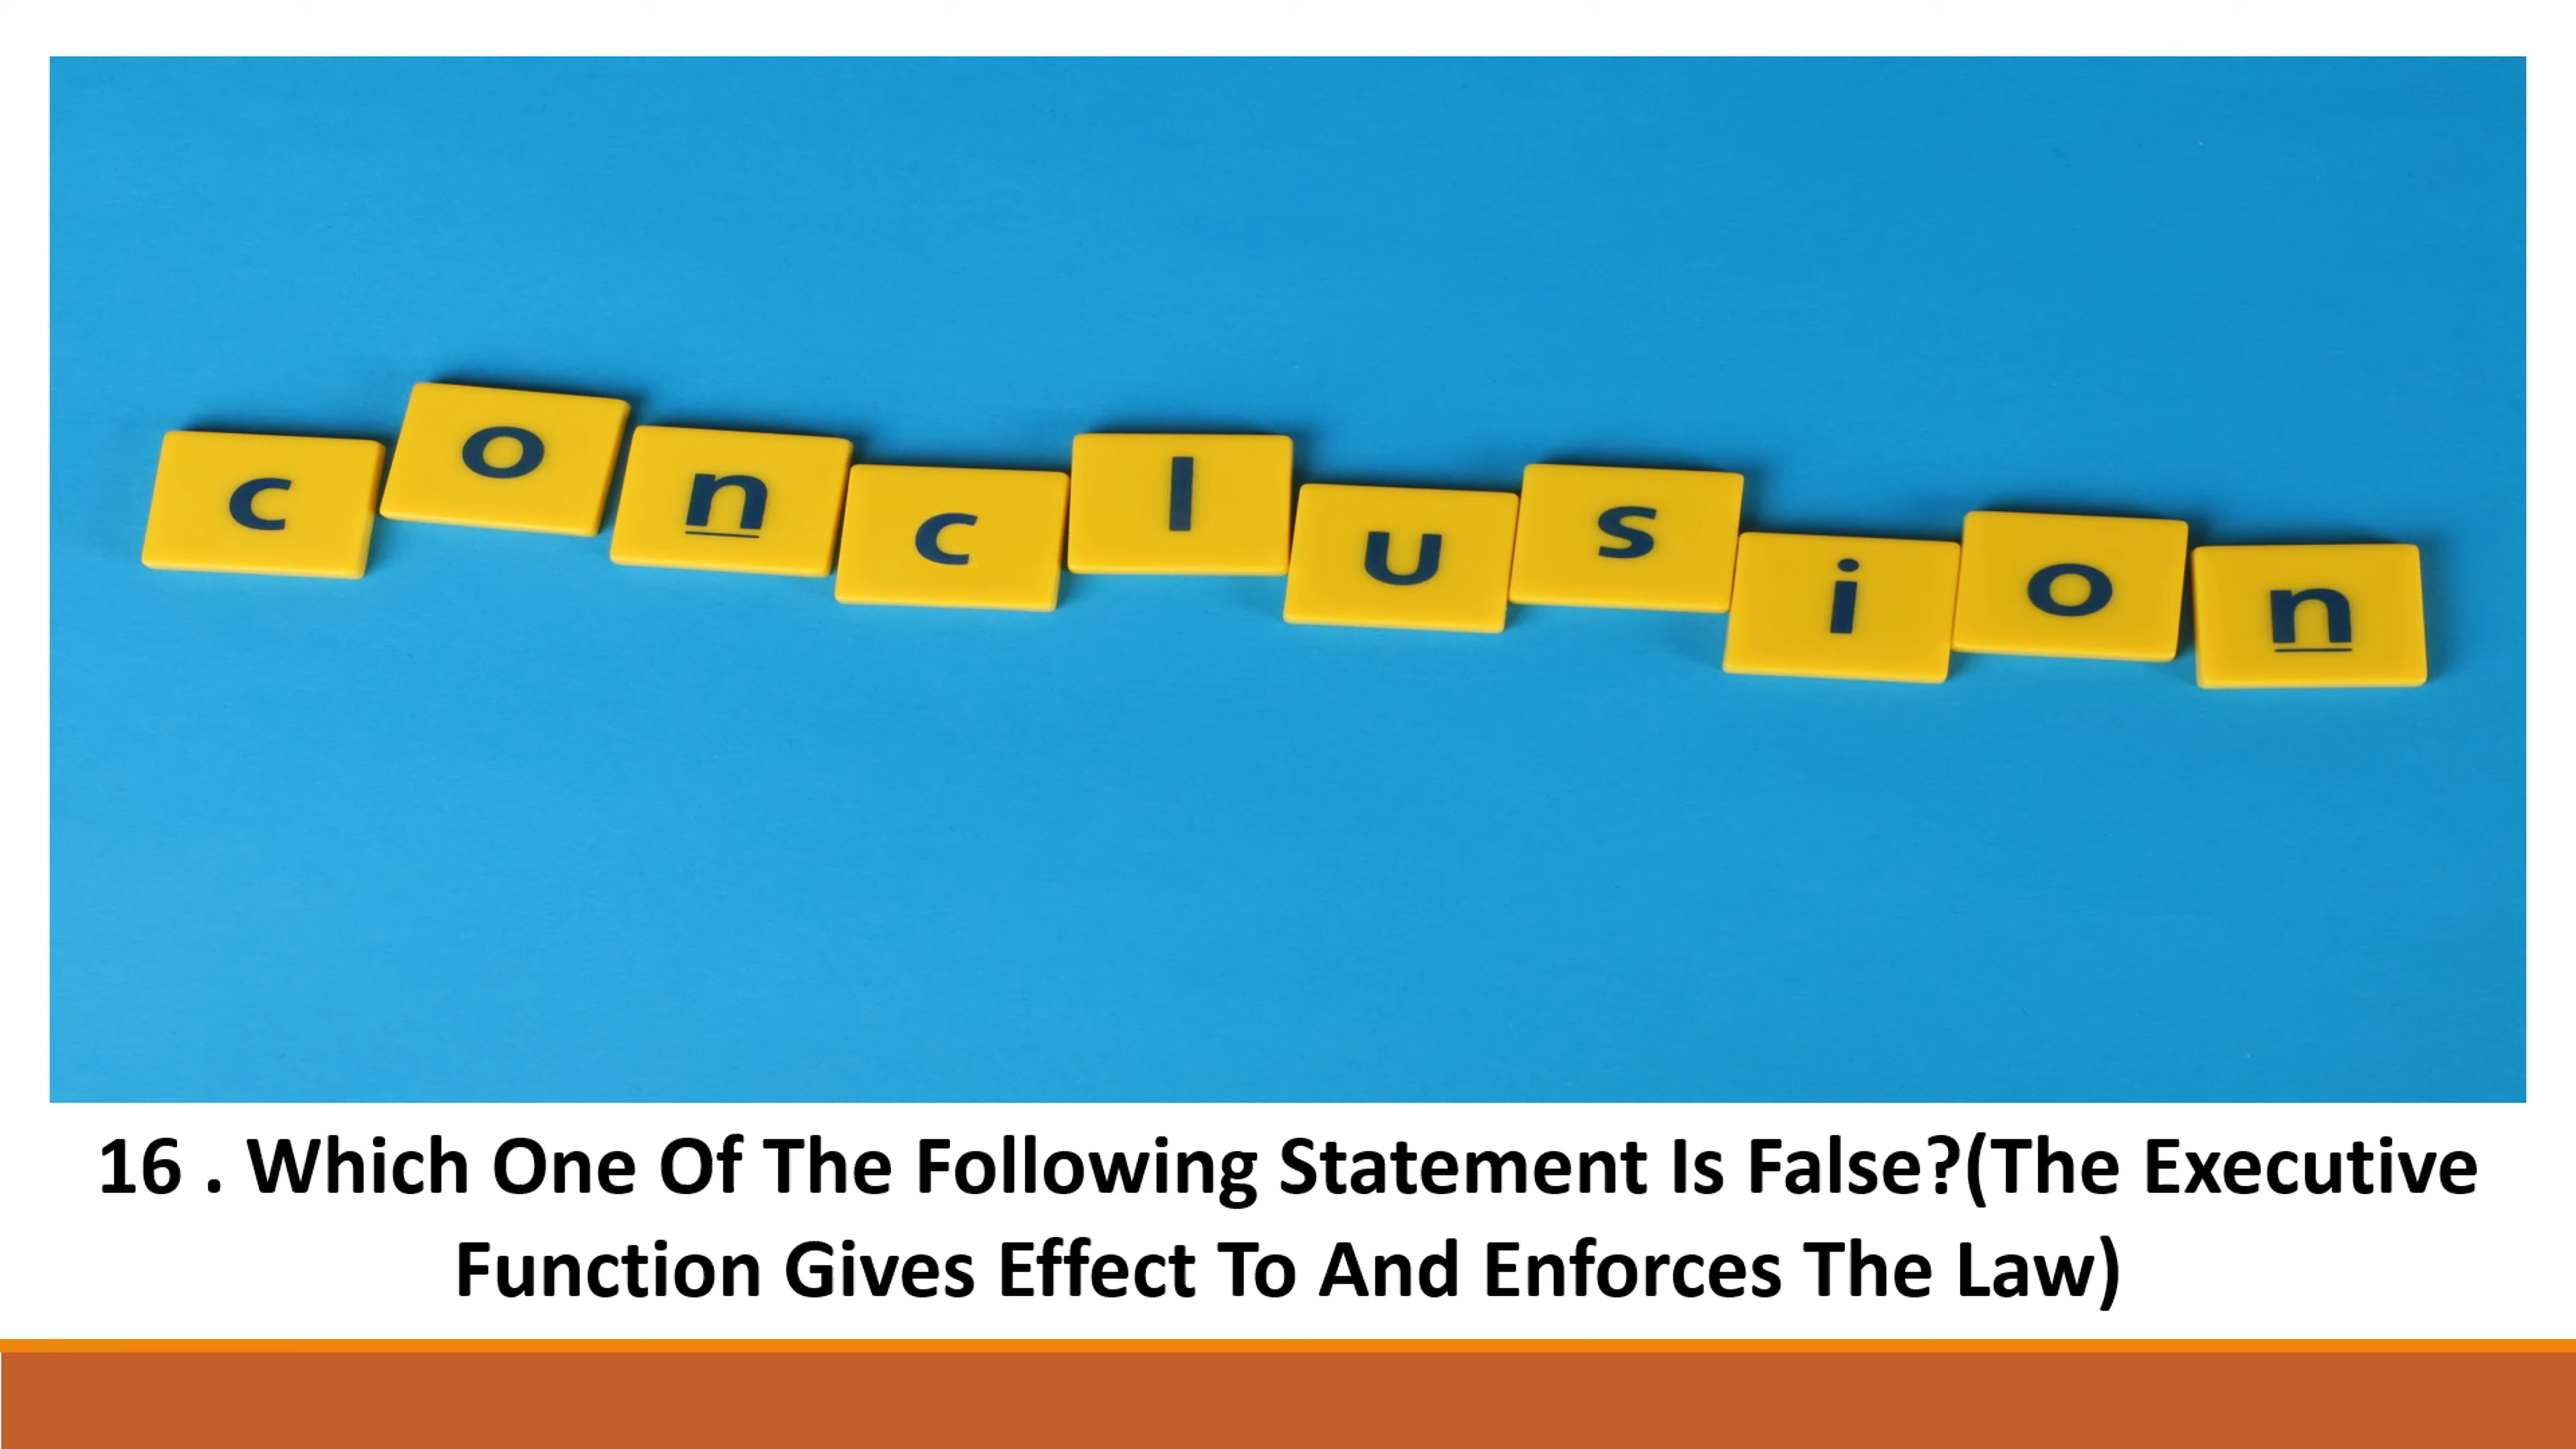 conclusion
16 . Which One Of The Following Statement Is False?(The Executive
Function Gives Effect To And Enforces The Law)